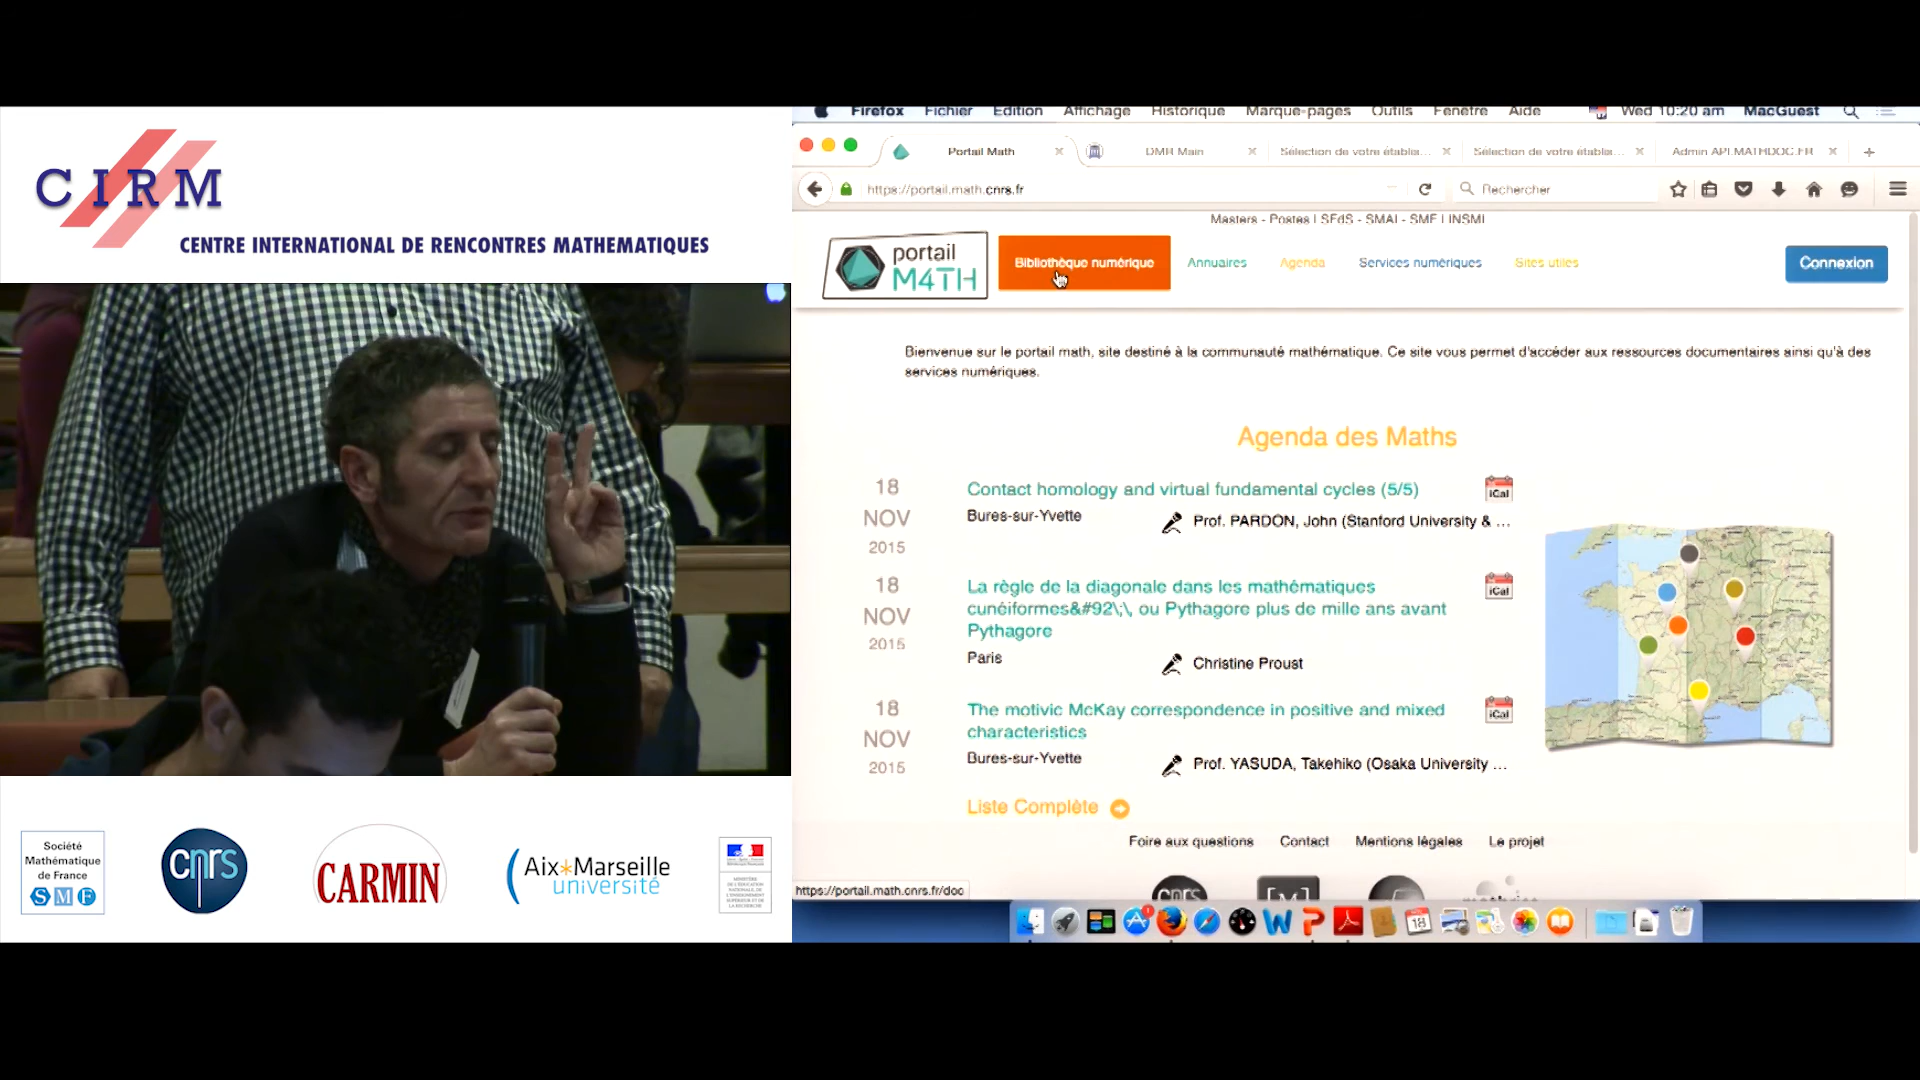 CIRM
CENTRE INTERNATIONAL DE RENCONTRES MATHEMATIQUES
Société
Mathématique
de France
SMF
cnrs
CARMIN
Aix*Marseille
université
Firefox Fichier Edition Affichage Historique Marque-pages Outils Fenêtre Aide Wed 10:20 am MacGuest
Portail Math DMR Main Sélection de votre établis... Sélection de votre établis... Admin API.MATHDOC.FR
https://portail.math.cnrs.fr Rechercher
Masters - Postes | SFdS - SMAI - SMF | INSMI
portail
M4TH
Bibliothèque numérique Annuaires Agenda Services numériques Sites utiles Connexion
Bienvenue sur le portail math, site destiné à la communauté mathématique. Ce site vous permet d'accéder aux ressources documentaires ainsi qu'à des
services numériques.
Agenda des Maths
18
NOV
2015
Contact homology and virtual fundamental cycles (5/5)
iCal
Bures-sur-Yvette
Prof. PARDON, John (Stanford University & ...
18
NOV
2015
La règle de la diagonale dans les mathématiques
cunéiformes&#92\;\, ou Pythagore plus de mille ans avant
Pythagore
iCal
Paris
Christine Proust
18
NOV
2015
The motivic McKay correspondence in positive and mixed
characteristics
iCal
Bures-sur-Yvette
Prof. YASUDA, Takehiko (Osaka University ...
Liste Complète
Foire aux questions Contact Mentions légales Le projet
https://portail.math.cnrs.fr/doc
cnrs